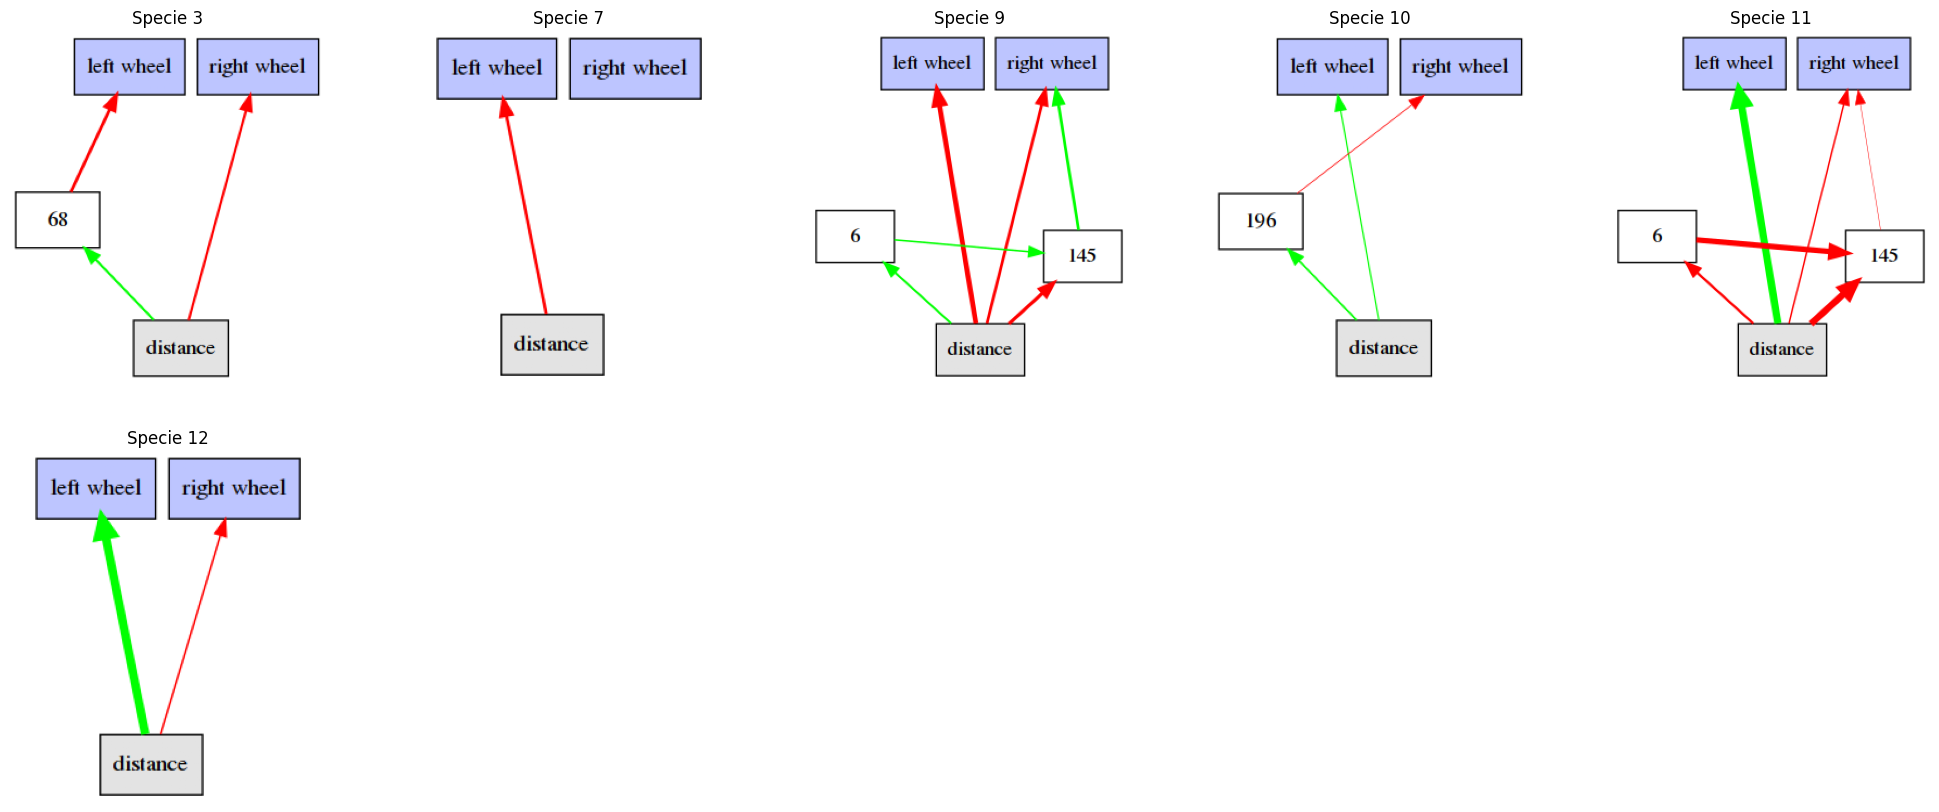 Specie 3
left wheel
right wheel
68
distance
Specie 7
left wheel
right wheel
distance
Specie 9
left wheel
right wheel
6
145
distance
Specie 10
left wheel
right wheel
196
distance
Specie 11
left wheel
right wheel
6
145
distance
Specie 12
left wheel
right wheel
distance